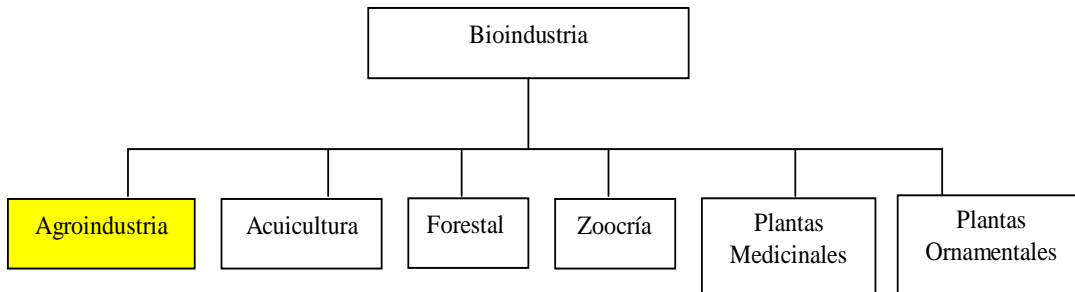 Bioindustria
Agroindustria
Acuicultura
Forestal
Zoocría
Plantas
Medicinales
Plantas
Ornamentales